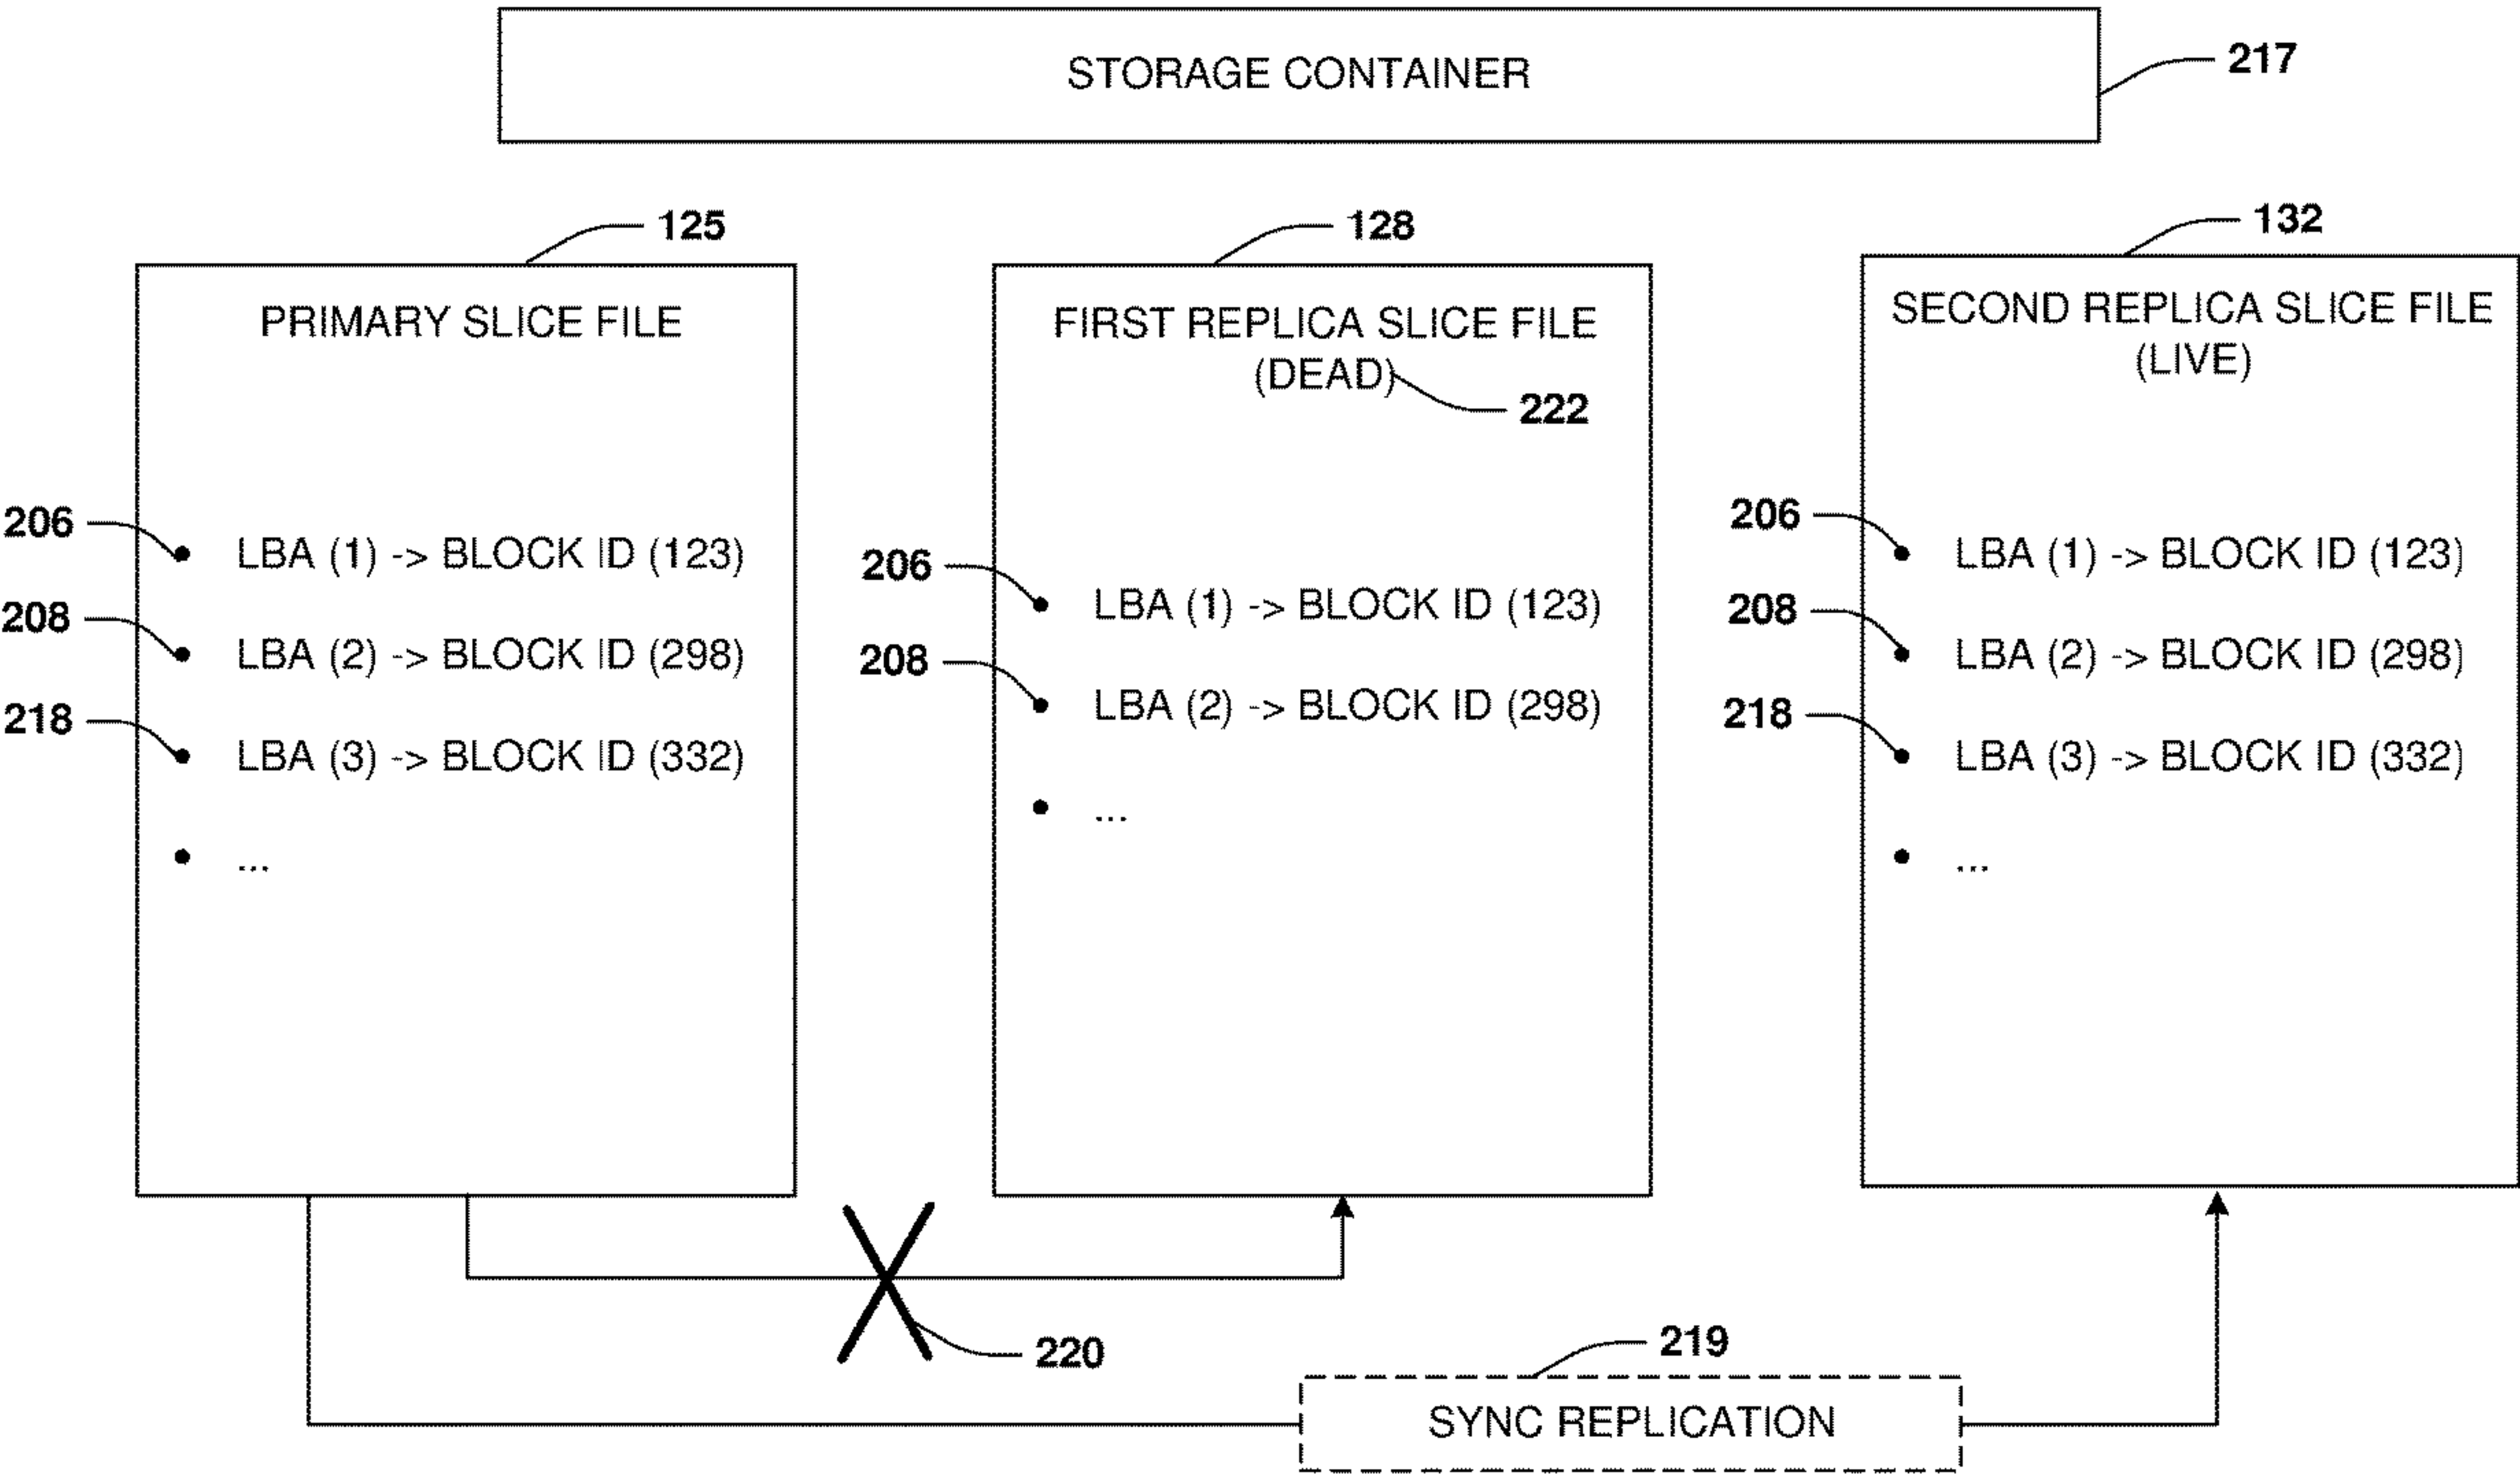 STORAGE CONTAINER
217
125
PRIMARY SLICE FILE
206
LBA (1) -> BLOCK ID (123)
208
LBA (2) -> BLOCK ID (298)
218
LBA (3) -> BLOCK ID (332)
...
128
FIRST REPLICA SLICE FILE
(DEAD)
222
206
LBA (1) -> BLOCK ID (123)
208
LBA (2) -> BLOCK ID (298)
...
132
SECOND REPLICA SLICE FILE
(LIVE)
206
LBA (1) -> BLOCK ID (123)
208
LBA (2) -> BLOCK ID (298)
218
LBA (3) -> BLOCK ID (332)
...
220
219
SYNC REPLICATION